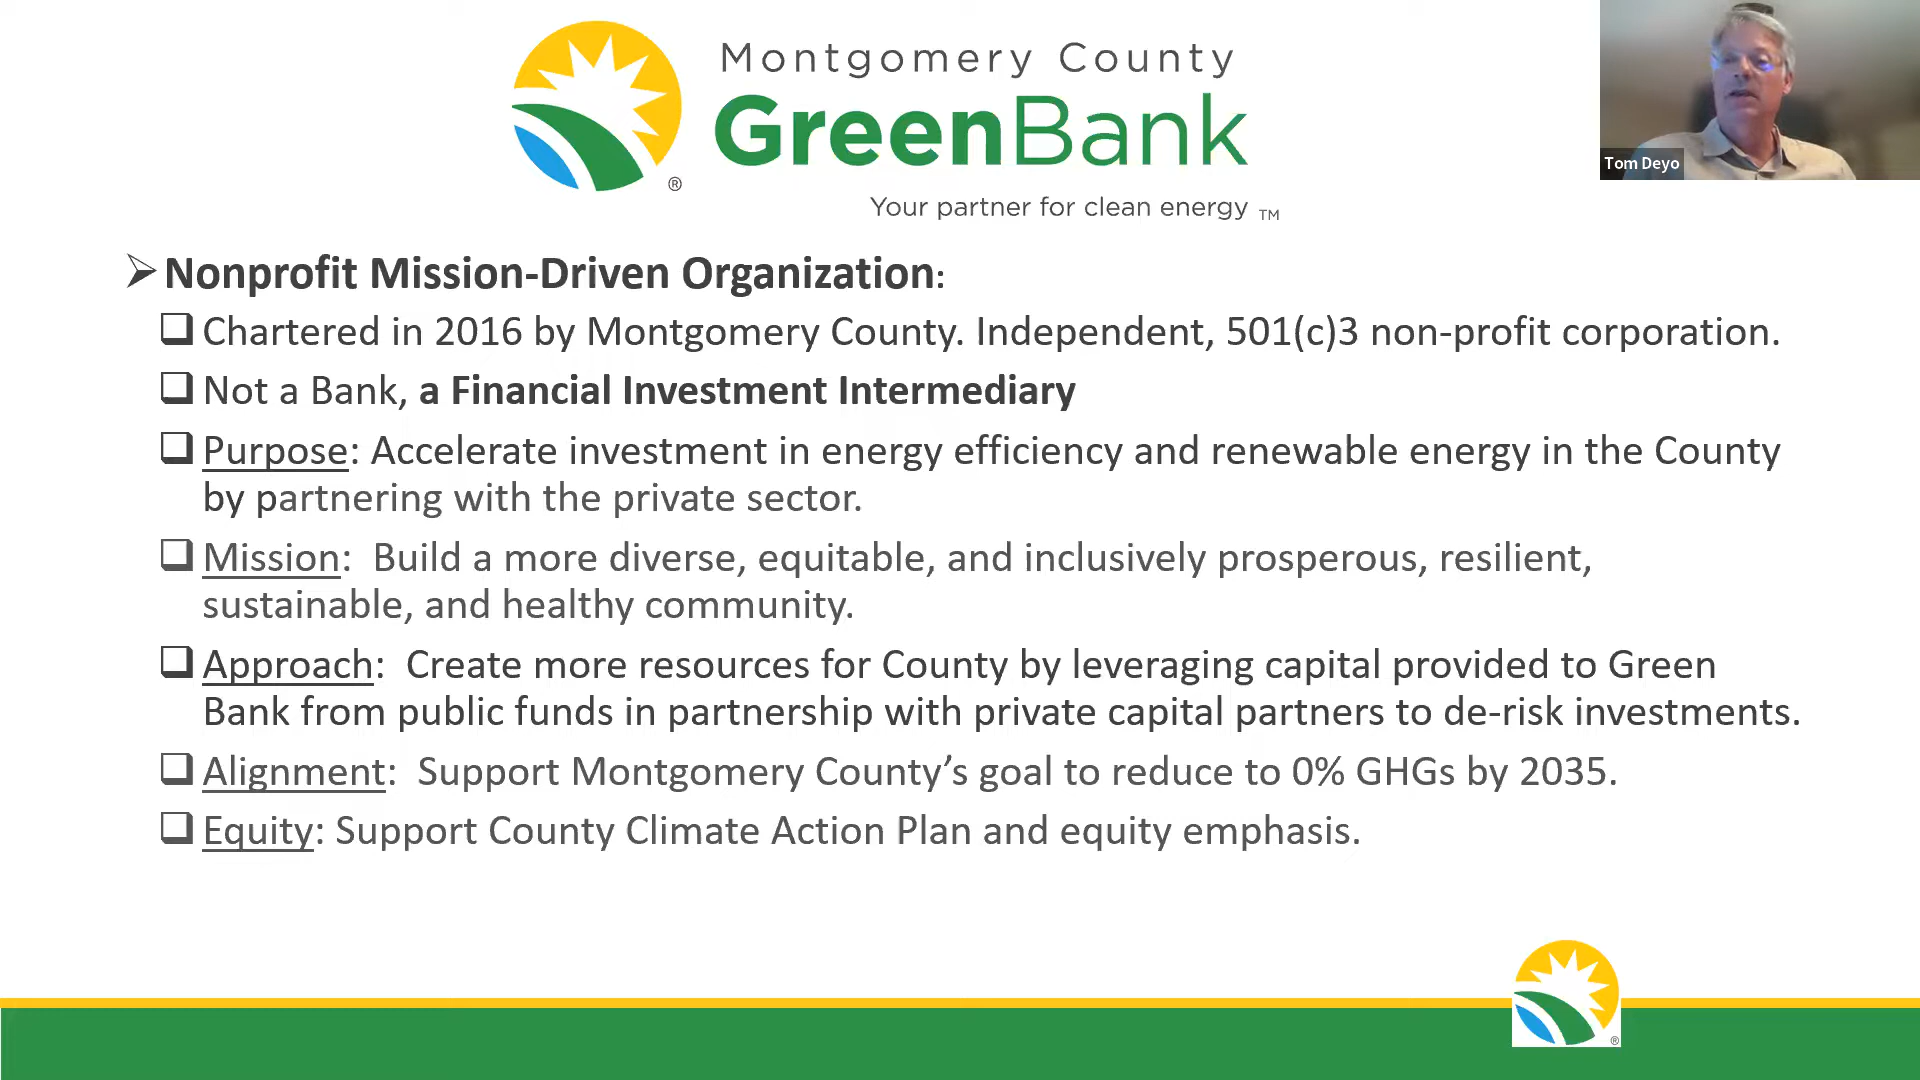 Montgomery County
GreenBank
®
Your partner for clean energy TM
Tom Deyo
➢Nonprofit Mission-Driven Organization:
❑ Chartered in 2016 by Montgomery County. Independent, 501(c)3 non-profit corporation.
❑ Not a Bank, a Financial Investment Intermediary
❑ Purpose: Accelerate investment in energy efficiency and renewable energy in the County
by partnering with the private sector.
❑ Mission: Build a more diverse, equitable, and inclusively prosperous, resilient,
sustainable, and healthy community.
❑ Approach: Create more resources for County by leveraging capital provided to Green
Bank from public funds in partnership with private capital partners to de-risk investments.
❑ Alignment: Support Montgomery County’s goal to reduce to 0% GHGs by 2035.
❑ Equity: Support County Climate Action Plan and equity emphasis.
®